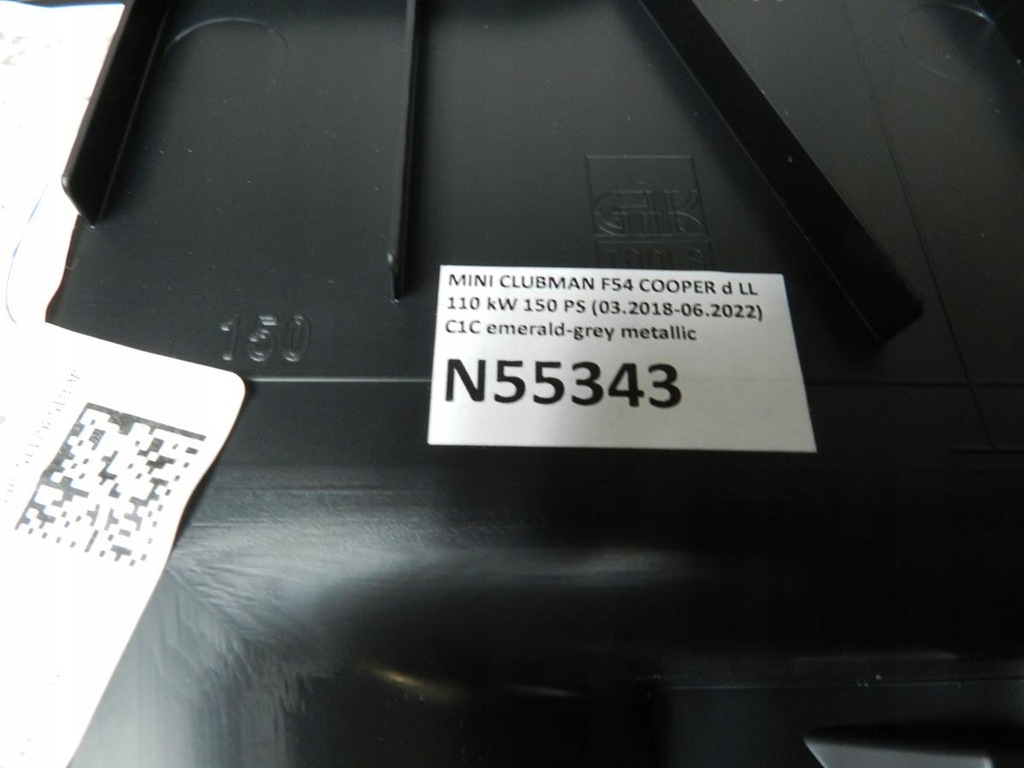 MINI CLUBMAN F54 COOPER d LL
110 kW 150 PS (03.2018-06.2022)
C1C emerald-grey metallic
N55343
150
TOOLS